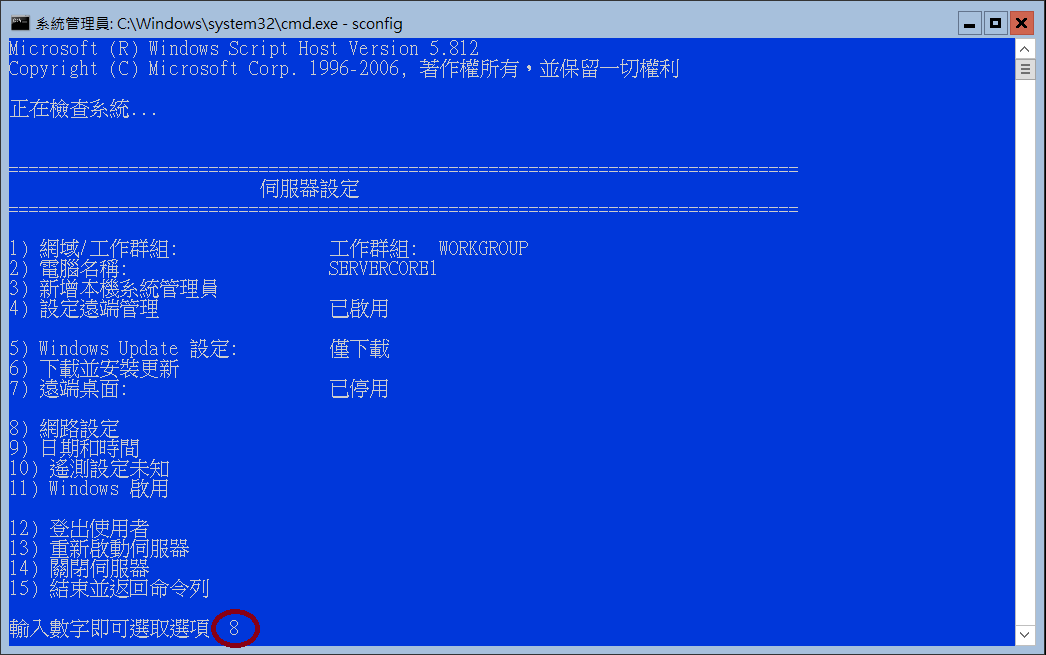 系統管理員: C:\Windows\system32\cmd.exe - sconfig
Microsoft (R) Windows Script Host Version 5.812
Copyright (C) Microsoft Corp. 1996-2006, 著作權所有，並保留一切權利
正在檢查系統...
===============================================================================
伺服器設定
===============================================================================
1) 網域/工作群組: 工作群組: WORKGROUP
2) 電腦名稱: SERVERCORE1
3) 新增本機系統管理員
4) 設定遠端管理 已啟用
5) Windows Update 設定: 僅下載
6) 下載並安裝更新
7) 遠端桌面: 已停用
8) 網路設定
9) 日期和時間
10) 遙測設定未知
11) Windows 啟用
12) 登出使用者
13) 重新啟動伺服器
14) 關閉伺服器
15) 結束並返回命令列
輸入數字即可選取選項: 8